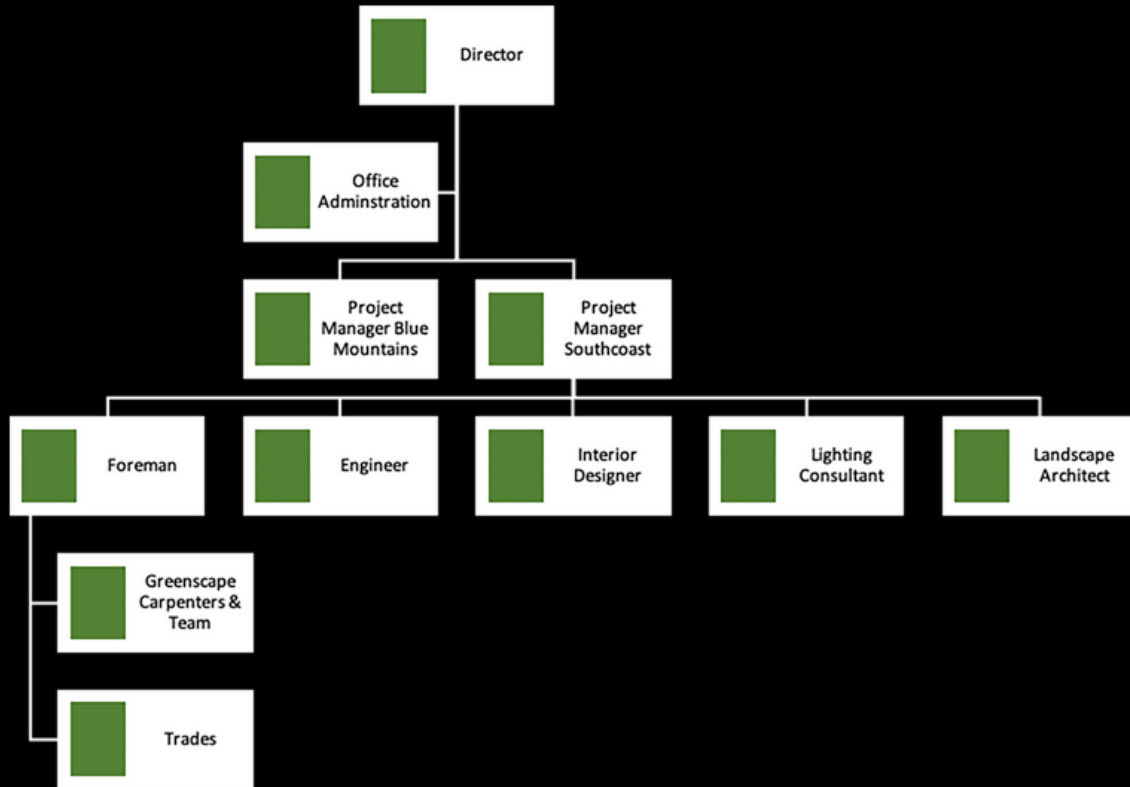 Director
Office
Adminstration
Project
Manager Blue
Mountains
Project
Manager
Southcoast
Foreman
Engineer
Interior
Designer
Lighting
Consultant
Landscape
Architect
Greenscape
Carpenters &
Team
Trades